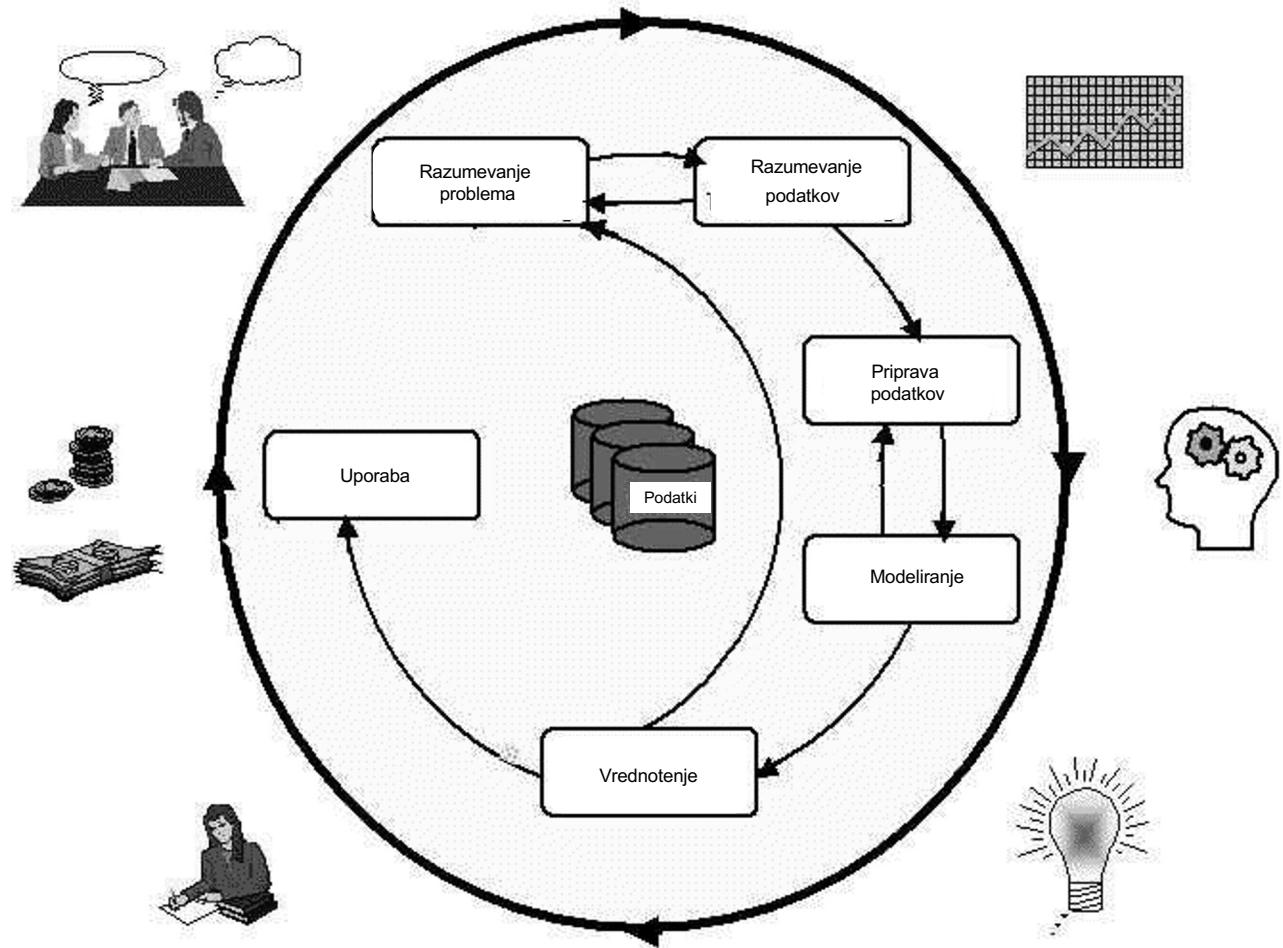 Razumevanje
problema
Razumevanje
podatkov
Priprava
podatkov
Uporaba
Podatki
Modeliranje
Vrednotenje